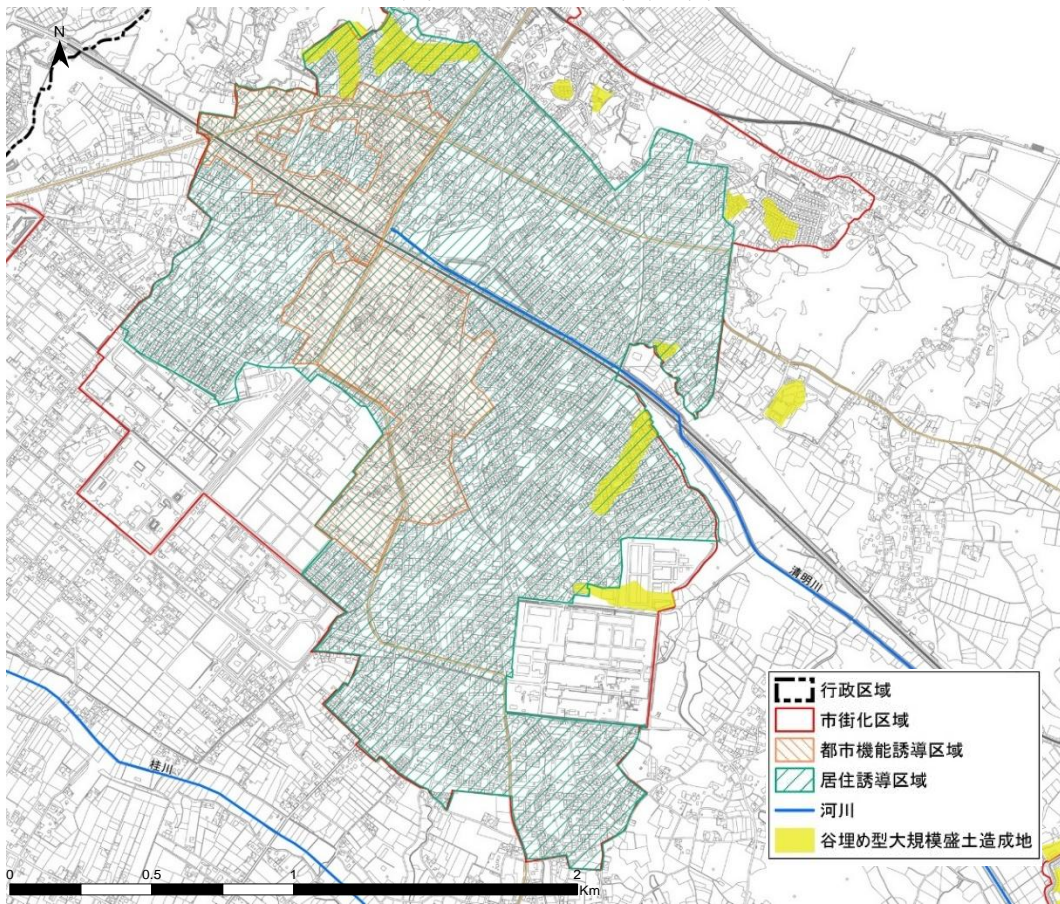 N
清明川
桂川
行政区域
市街化区域
都市機能誘導区域
居住誘導区域
河川
谷埋め型大規模盛土造成地
0 0.5 1 2
Km